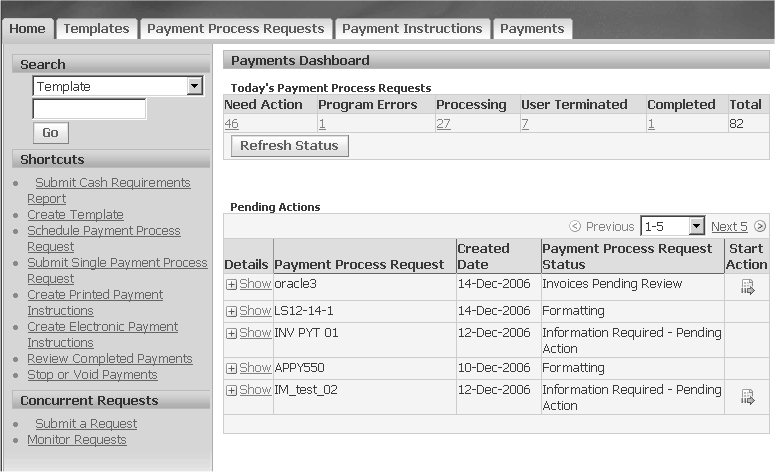 Home Templates Payment Process Requests Payment Instructions Payments
Search
Template
Go
Shortcuts
Submit Cash Requirements
Report
Create Template
Schedule Payment Process
Request
Submit Single Payment Process
Request
Create Printed Payment
Instructions
Create Electronic Payment
Instructions
Review Completed Payments
Stop or Void Payments
Concurrent Requests
Submit a Request
Monitor Requests
Payments Dashboard
Today's Payment Process Requests
Need Action Program Errors Processing User Terminated Completed Total
46 1 27 7 1 82
Refresh Status
Pending Actions
Previous 1-5 Next 5
Details Payment Process Request Created Date Payment Process Request Status Start Action
Show oracle3 14-Dec-2006 Invoices Pending Review
Show LS12-14-1 14-Dec-2006 Formatting
Show INV PYT 01 12-Dec-2006 Information Required - Pending
Action
Show APPY550 10-Dec-2006 Formatting
Show IM_test_02 12-Dec-2006 Information Required - Pending
Action